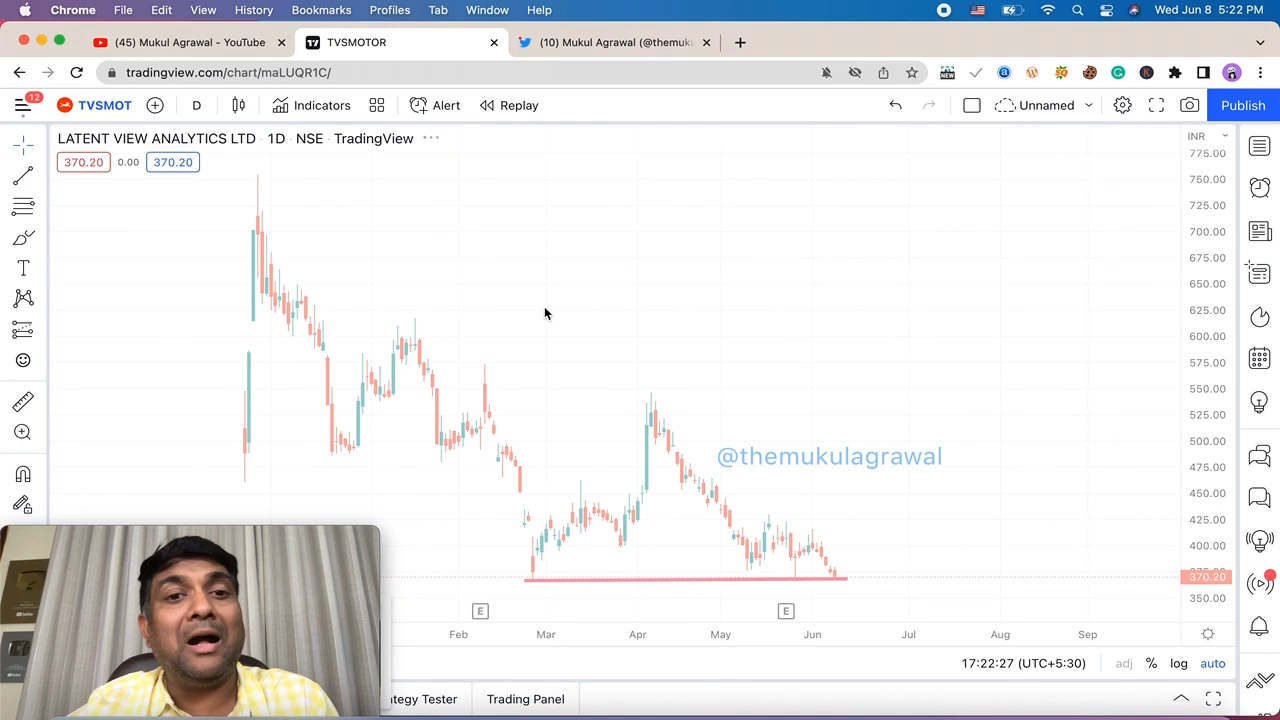 Chrome File Edit View History Bookmarks Profiles Tab Window Help Wed Jun 8 5:22 PM
(45) Mukul Agrawal - YouTube TVSMOTOR (10) Mukul Agrawal (@themuku
tradingview.com/chart/maLUQR1C/
12 TVSMOT D Indicators Alert Replay Unnamed Publish
LATENT VIEW ANALYTICS LTD · 1D · NSE · TradingView
INR
370.20 0.00 370.20
775.00
750.00
725.00
700.00
675.00
650.00
625.00
600.00
575.00
550.00
525.00
500.00
@themukulagrawal
475.00
450.00
425.00
400.00
370.20
350.00
E E
Feb Mar Apr May Jun Jul Aug Sep
17:22:27 (UTC+5:30) adj % log auto
tegy Tester Trading Panel